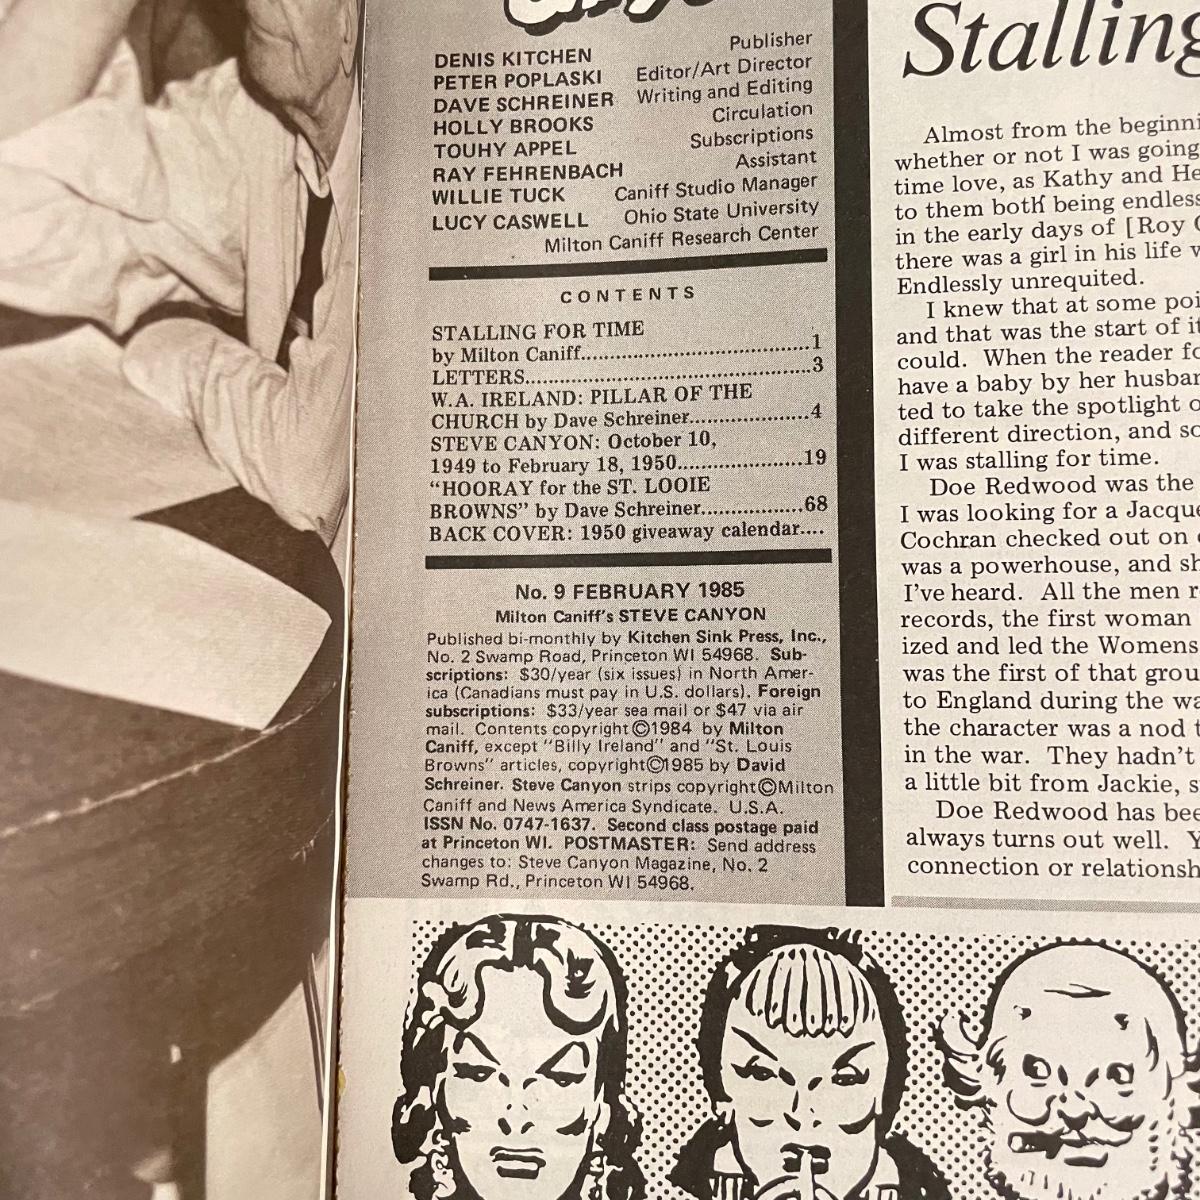 DENIS KITCHEN Publisher
PETER POPLASKI Editor/Art Director
DAVE SCHREINER Writing and Editing
HOLLY BROOKS Circulation
TOUHY APPEL Subscriptions
RAY FEHRENBACH Assistant
WILLIE TUCK Caniff Studio Manager
LUCY CASWELL Ohio State University
Milton Caniff Research Center
CONTENTS
STALLING FOR TIME
by Milton Caniff..............................1
LETTERS.....................................3
W.A. IRELAND: PILLAR OF THE
CHURCH by Dave Schreiner................4
STEVE CANYON: October 10,
1949 to February 18, 1950...................19
"HOORAY for the ST. LOOIE
BROWNS" by Dave Schreiner................68
BACK COVER: 1950 giveaway calendar....
No. 9 FEBRUARY 1985
Milton Caniff's STEVE CANYON
Published bi-monthly by Kitchen Sink Press, Inc.,
No. 2 Swamp Road, Princeton WI 54968. Sub-
scriptions: $30/year (six issues) in North Amer-
ica (Canadians must pay in U.S. dollars). Foreign
subscriptions: $33/year sea mail or $47 via air
mail. Contents copyright ©1984 by Milton
Caniff, except "Billy Ireland" and "St. Louis
Browns" articles, copyright ©1985 by David
Schreiner. Steve Canyon strips copyright ©Milton
Caniff and News America Syndicate. U.S.A.
ISSN No. 0747-1637. Second class postage paid
at Princeton WI. POSTMASTER: Send address
changes to: Steve Canyon Magazine, No. 2
Swamp Rd., Princeton WI 54968.
Stalling
Almost from the beginni
whether or not I was going
time love, as Kathy and He
to them both being endless
in the early days of [Roy
there was a girl in his life
Endlessly unrequited.
I knew that at some poi
and that was the start of it
could. When the reader fo
have a baby by her husban
ted to take the spotlight o
different direction, and so
I was stalling for time.
Doe Redwood was the
I was looking for a Jacque
Cochran checked out on
was a powerhouse, and sh
I've heard. All the men r
records, the first woman
ized and led the Womens
was the first of that grou
to England during the wa
the character was a nod t
in the war. They hadn't
a little bit from Jackie, s
Doe Redwood has bee
always turns out well. Y
connection or relationsh